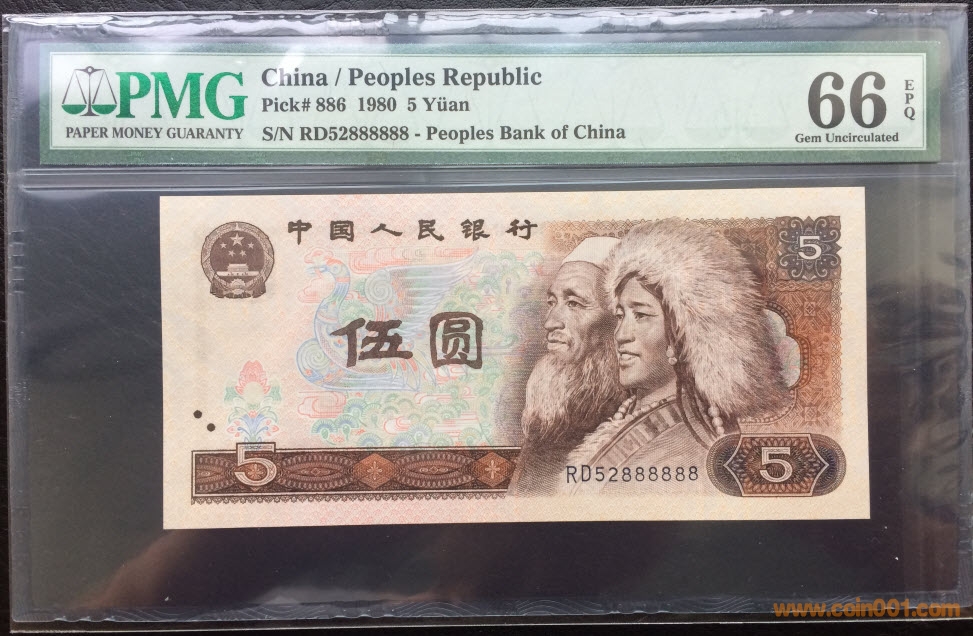 PMG
PAPER MONEY GUARANTY
China / Peoples Republic
Pick# 886 1980 5 Yüan
S/N RD52888888 - Peoples Bank of China
66
EPQ
Gem Uncirculated
中国人民银行
5
伍圆
5
RD52888888
5
www.coin001.com